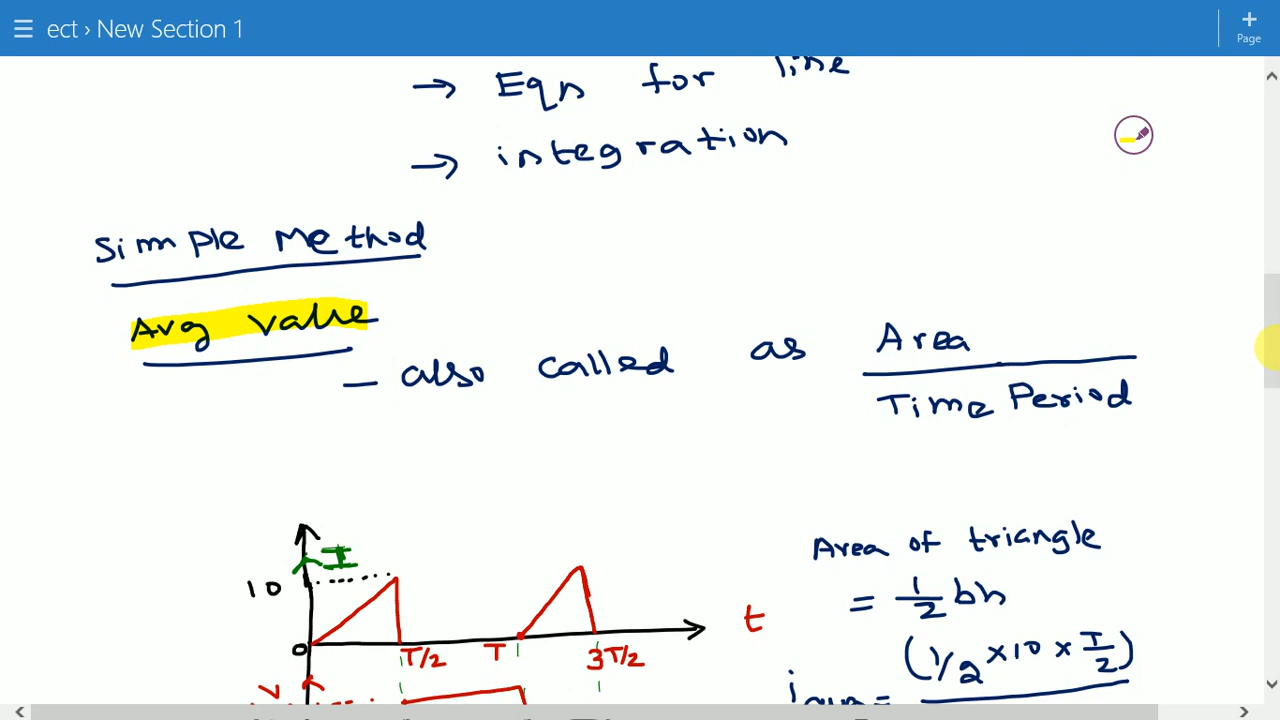 ect › New Section 1
Page
→ Eqn for line
→ integration
Simple Method
Avg value
– also called as Area
Time Period
I
10
0
T/2 T 3T/2
t
V
Area of triangle
= 1/2 bh
(1/2 × 10 × T/2)
iavg =